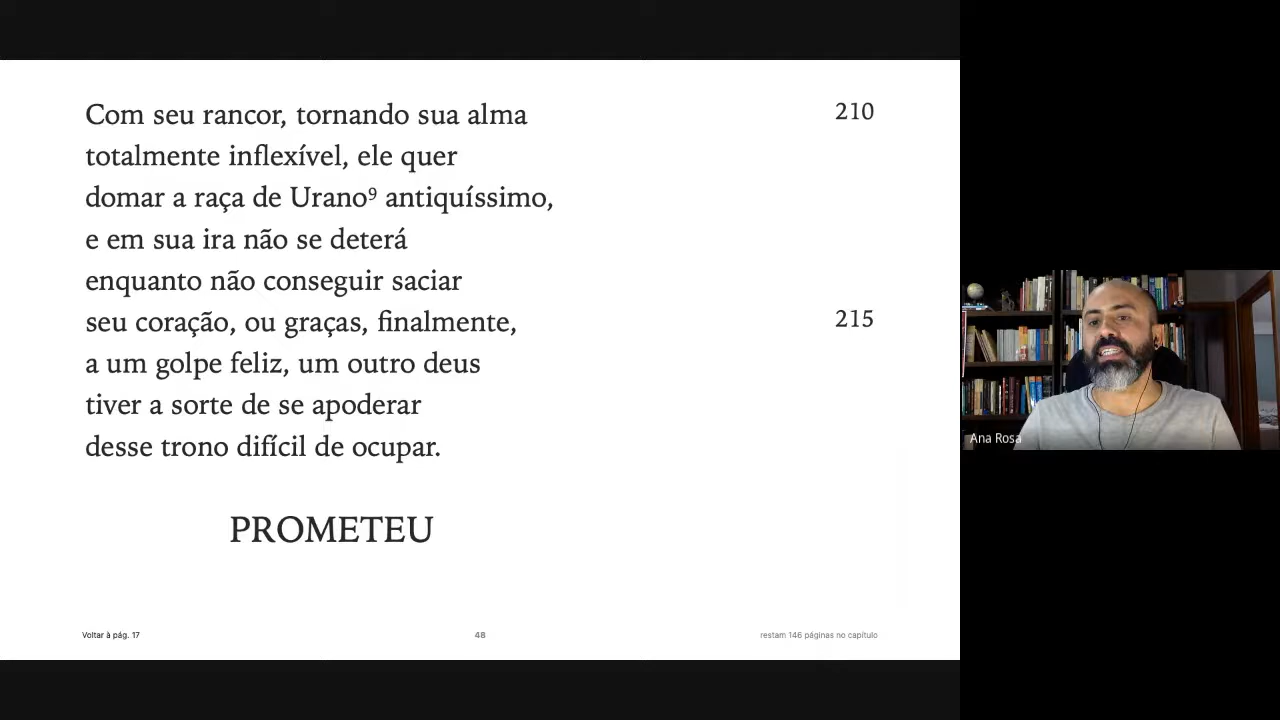 Com seu rancor, tornando sua alma 210
totalmente inflexível, ele quer
domar a raça de Urano⁹ antiquíssimo,
e em sua ira não se deterá
enquanto não conseguir saciar
seu coração, ou graças, finalmente, 215
a um golpe feliz, um outro deus
tiver a sorte de se apoderar
desse trono difícil de ocupar.
PROMETEU
Voltar à pág. 17 48 restam 146 páginas no capítulo
Ana Rosa